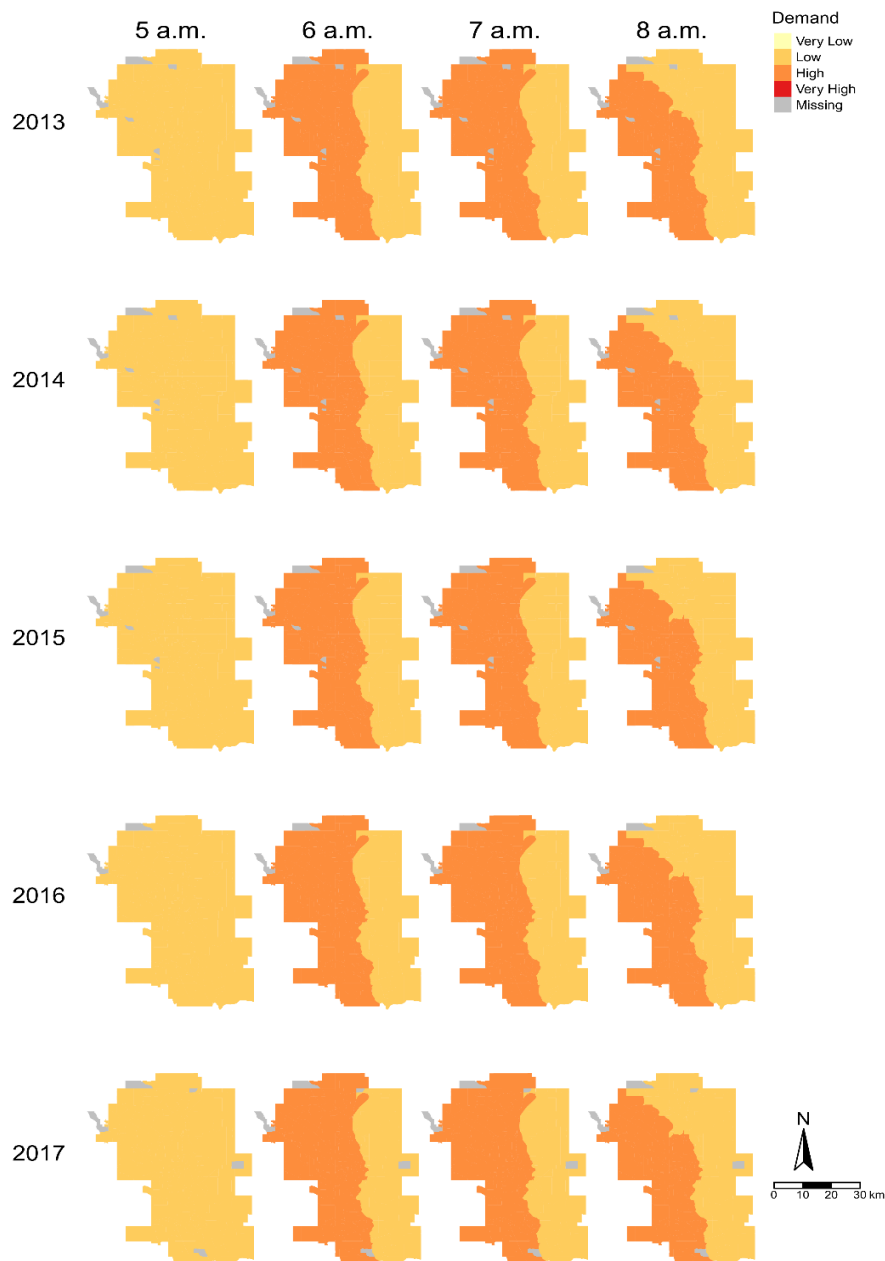 5 a.m. 6 a.m. 7 a.m. 8 a.m.
Demand
Very Low
Low
High
Very High
Missing
2013
2014
2015
2016
2017
N
0 10 20 30 km